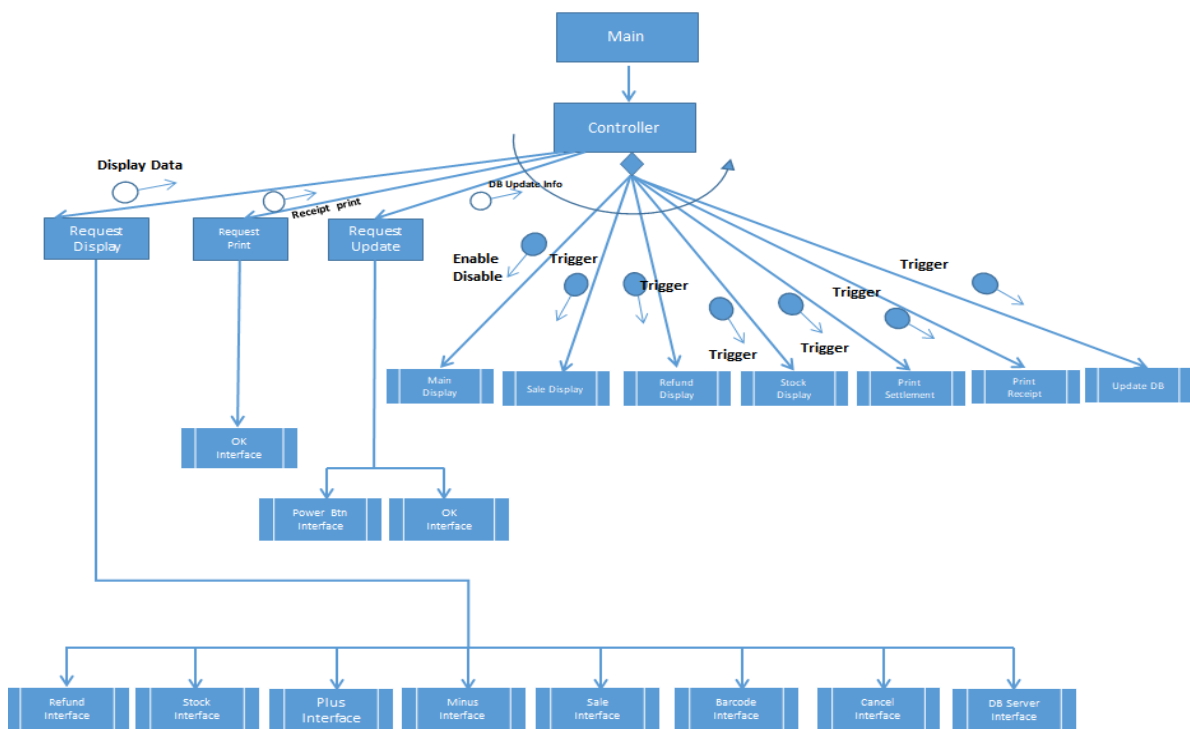 Main
Controller
Display Data
DB Update Info
Receipt print
Request
Display
Request
Print
Request
Update
Enable
Disable
Trigger
Trigger
Trigger
Trigger
Trigger
Trigger
Main
Display
Sale Display
Refund
Display
Stock
Display
Print
Settlement
Print
Receipt
Update DB
OK
Interface
Power Btn
Interface
OK
Interface
Refund
Interface
Stock
Interface
Plus
Interface
Minus
Interface
Sale
Interface
Barcode
Interface
Cancel
Interface
DB Server
Interface